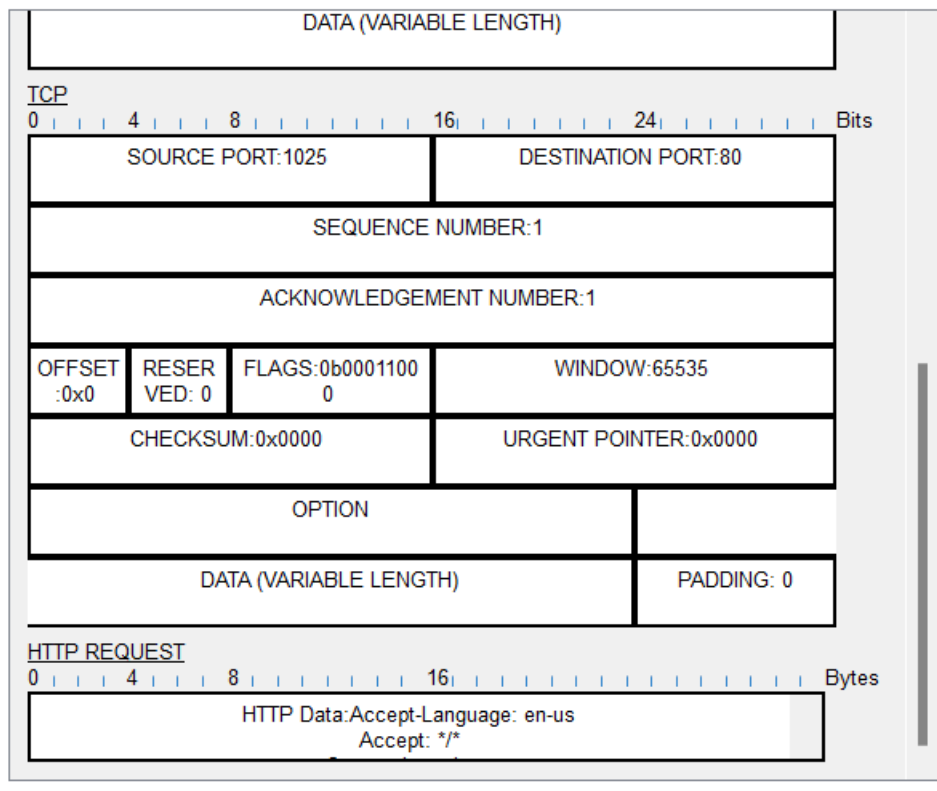 DATA (VARIABLE LENGTH)
TCP
0 4 8 16 24 Bits
SOURCE PORT:1025 DESTINATION PORT:80
SEQUENCE NUMBER:1
ACKNOWLEDGEMENT NUMBER:1
OFFSET RESER FLAGS:0b0001100 WINDOW:65535
:0x0 VED: 0 0
CHECKSUM:0x0000 URGENT POINTER:0x0000
OPTION
DATA (VARIABLE LENGTH) PADDING: 0
HTTP REQUEST
0 4 8 16 Bytes
HTTP Data:Accept-Language: en-us
Accept: */*